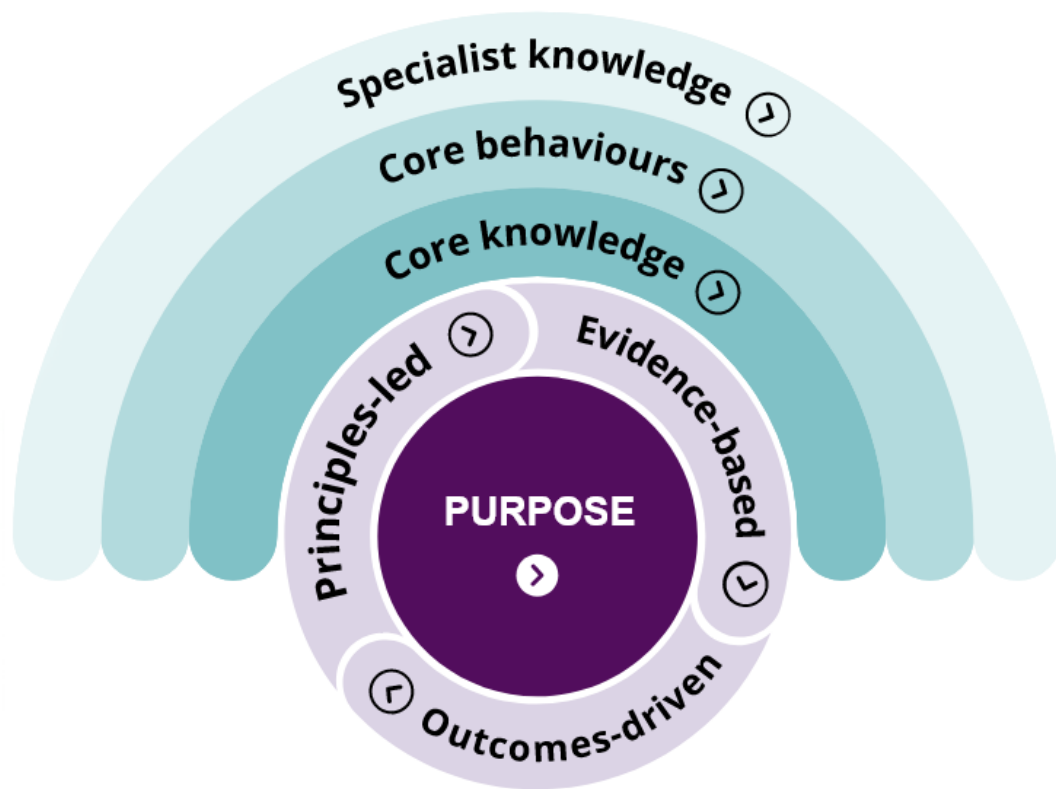 Specialist knowledge
Core behaviours
Core knowledge
Principles-led
Evidence-based
PURPOSE
Outcomes-driven